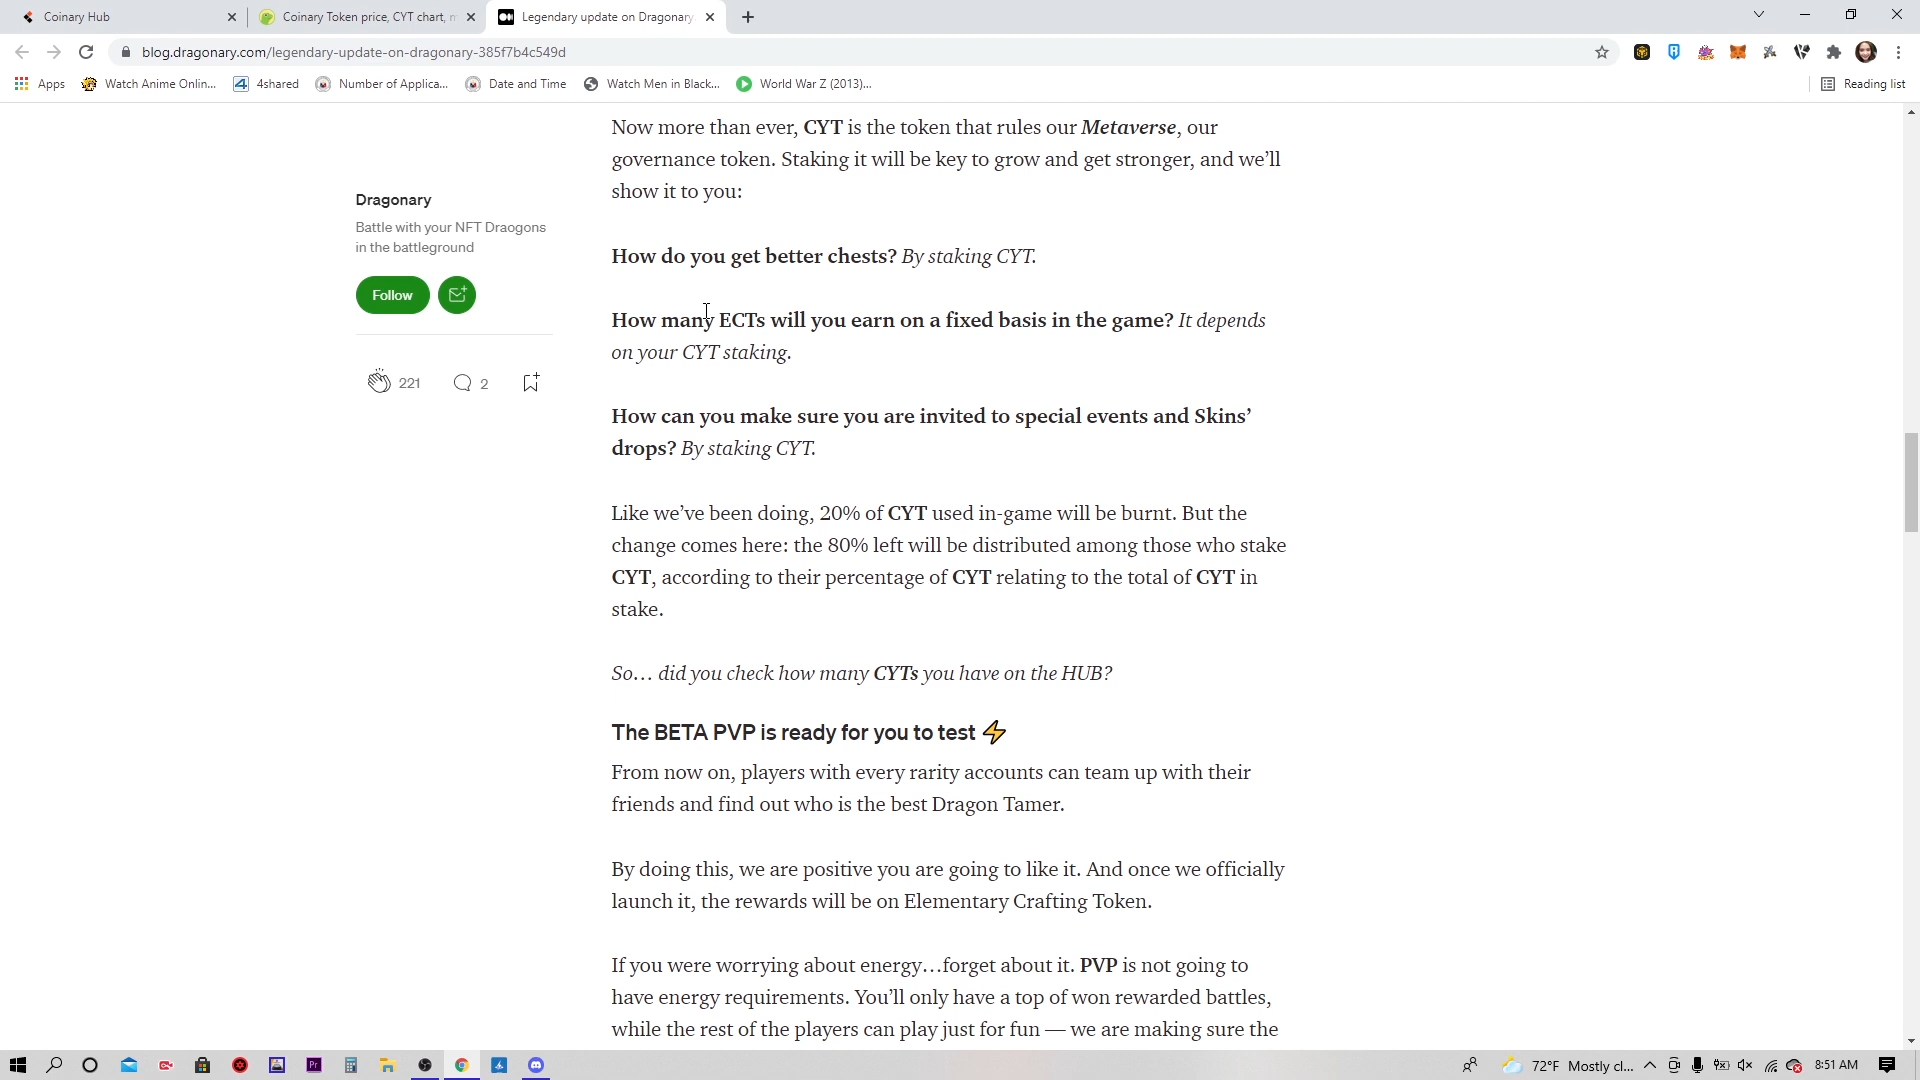 Coinary Hub
Coinary Token price, CYT chart, m
Legendary update on Dragonary
blog.dragonary.com/legendary-update-on-dragonary-385f7b4c549d
Apps
Watch Anime Onlin...
4shared
Number of Applica...
Date and Time
Watch Men in Black...
World War Z (2013)...
Reading list
Now more than ever, CYT is the token that rules our Metaverse, our
governance token. Staking it will be key to grow and get stronger, and we’ll
show it to you:
Dragonary
Battle with your NFT Draogons
in the battleground
Follow
221
2
How do you get better chests? By staking CYT.
How many ECTs will you earn on a fixed basis in the game? It depends
on your CYT staking.
How can you make sure you are invited to special events and Skins’
drops? By staking CYT.
Like we’ve been doing, 20% of CYT used in-game will be burnt. But the
change comes here: the 80% left will be distributed among those who stake
CYT, according to their percentage of CYT relating to the total of CYT in
stake.
So… did you check how many CYTs you have on the HUB?
The BETA PVP is ready for you to test ⚡
From now on, players with every rarity accounts can team up with their
friends and find out who is the best Dragon Tamer.
By doing this, we are positive you are going to like it. And once we officially
launch it, the rewards will be on Elementary Crafting Token.
If you were worrying about energy…forget about it. PVP is not going to
have energy requirements. You’ll only have a top of won rewarded battles,
while the rest of the players can play just for fun — we are making sure the
Pr
72°F Mostly cl...
8:51 AM